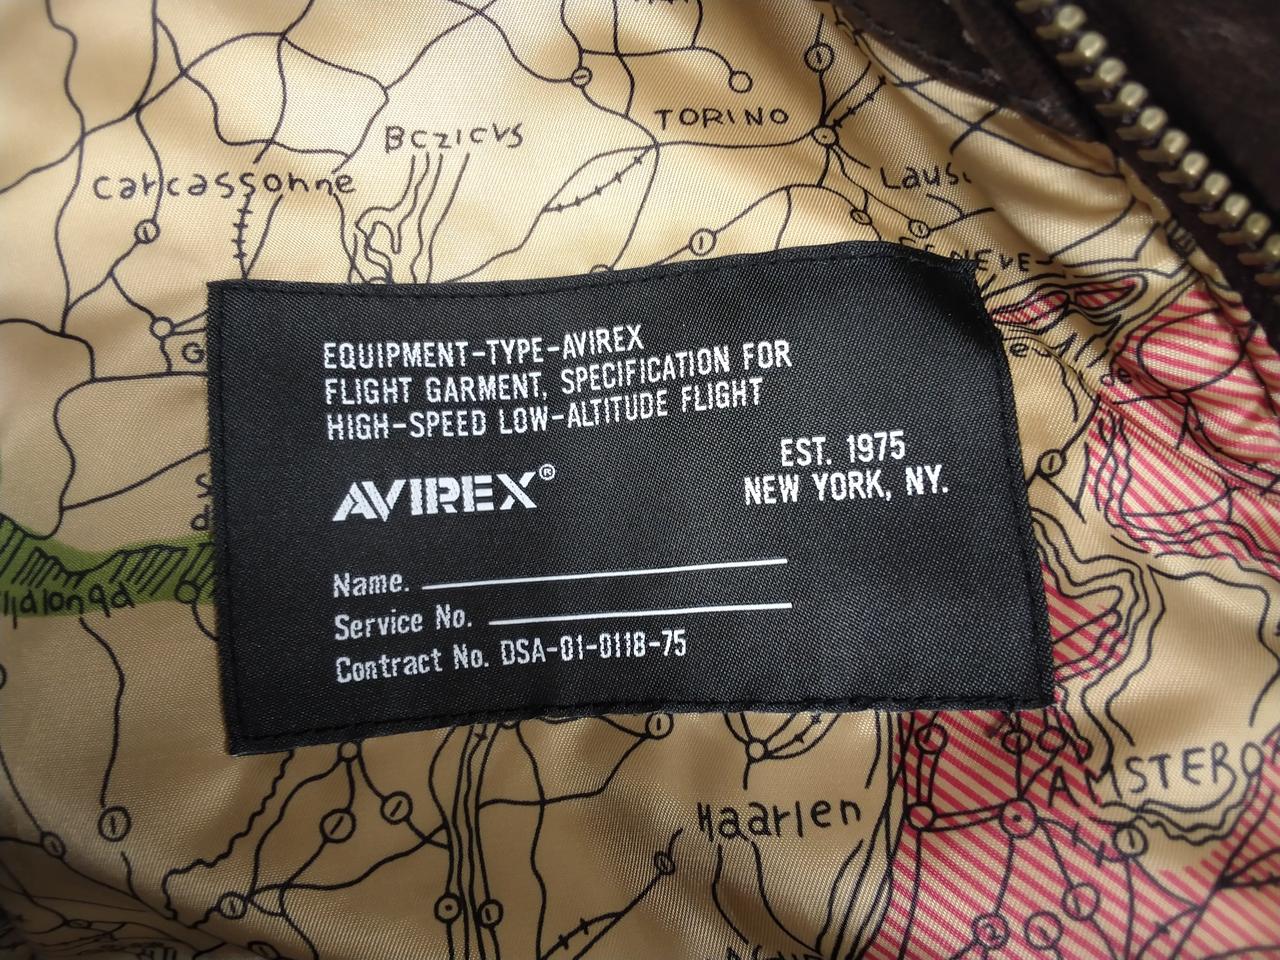 TORINO
BCZICVS
carcassonne
EQUIPMENT-TYPE-AVIREX
FLIGHT GARMENT, SPECIFICATION FOR
HIGH-SPEED LOW-ALTITUDE FLIGHT
EST. 1975
NEW YORK, NY.
AVIREX®
Name.
Service No.
Contract No. DSA-01-0118-75
Haarlen